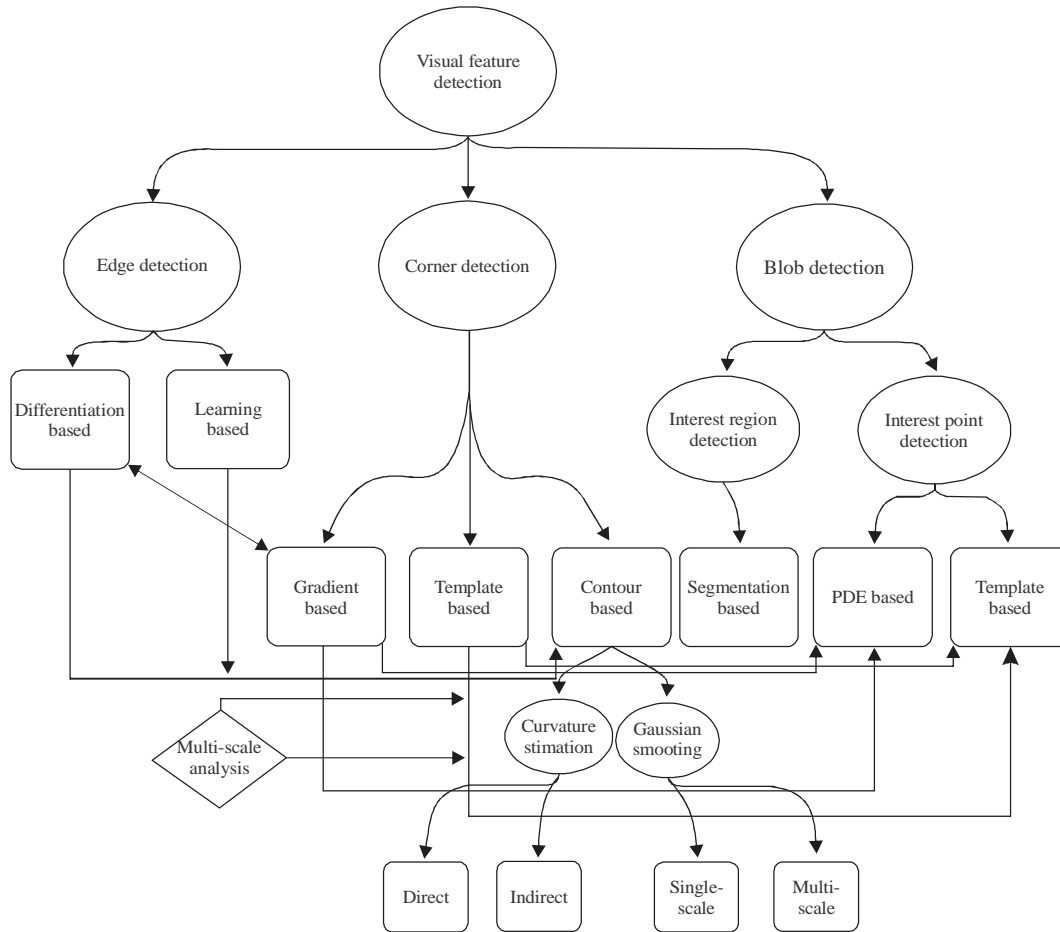 Visual feature
detection
Edge detection
Corner detection
Blob detection
Differentiation
based
Learning
based
Interest region
detection
Interest point
detection
Gradient
based
Template
based
Contour
based
Segmentation
based
PDE based
Template
based
Multi-scale
analysis
Curvature
stimation
Gaussian
smooting
Direct
Indirect
Single-
scale
Multi-
scale